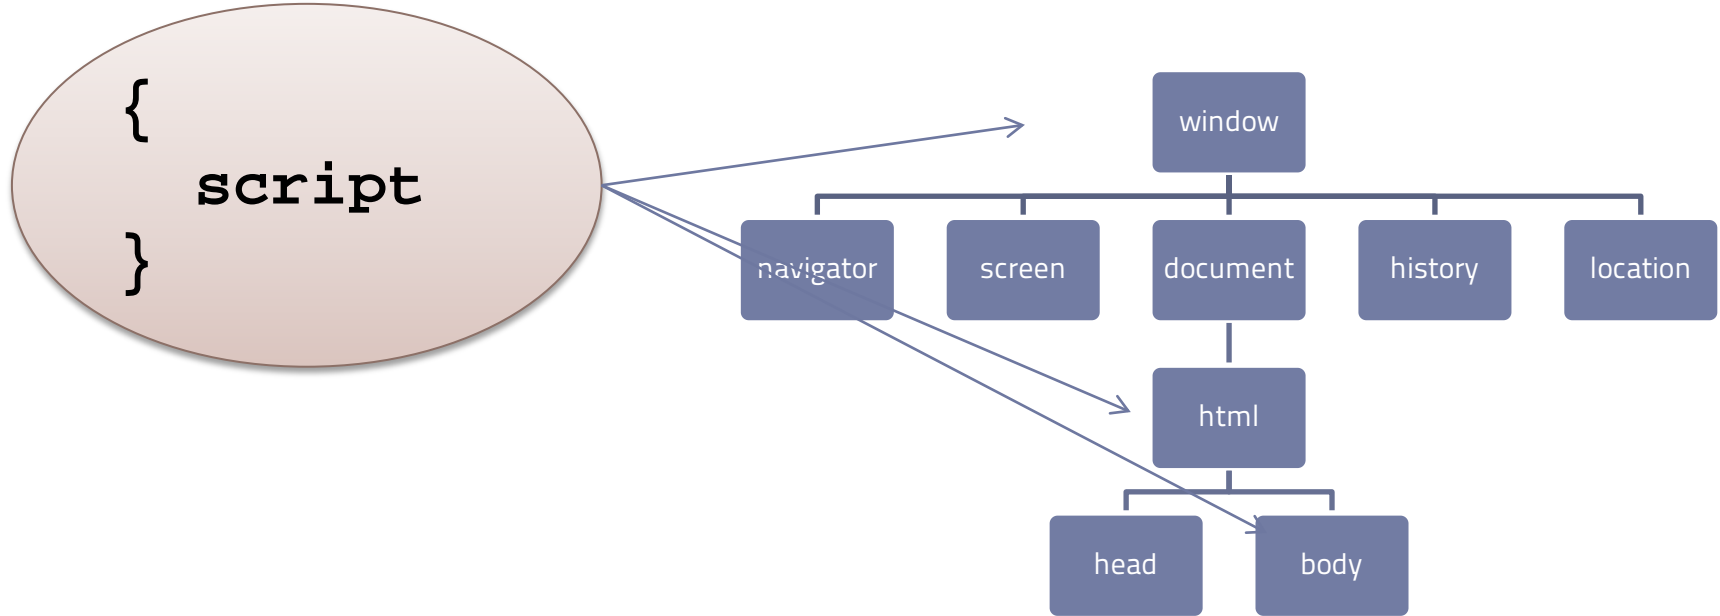 {
script
}
window
navigator
screen
document
history
location
html
head
body